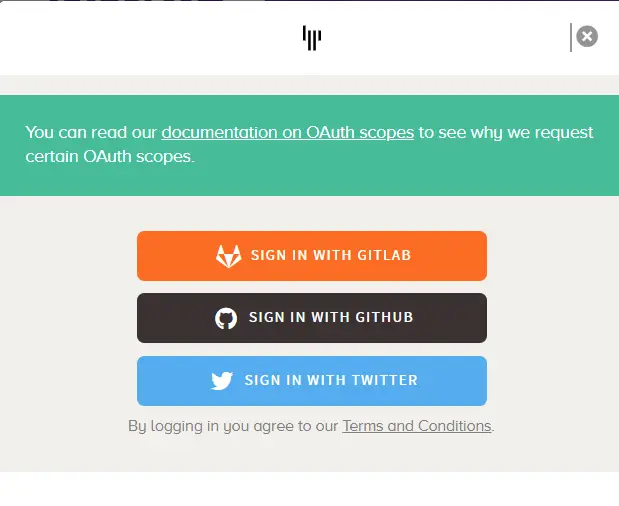 You can read our documentation on OAuth scopes to see why we request
certain OAuth scopes.
SIGN IN WITH GITLAB
SIGN IN WITH GITHUB
SIGN IN WITH TWITTER
By logging in you agree to our Terms and Conditions.